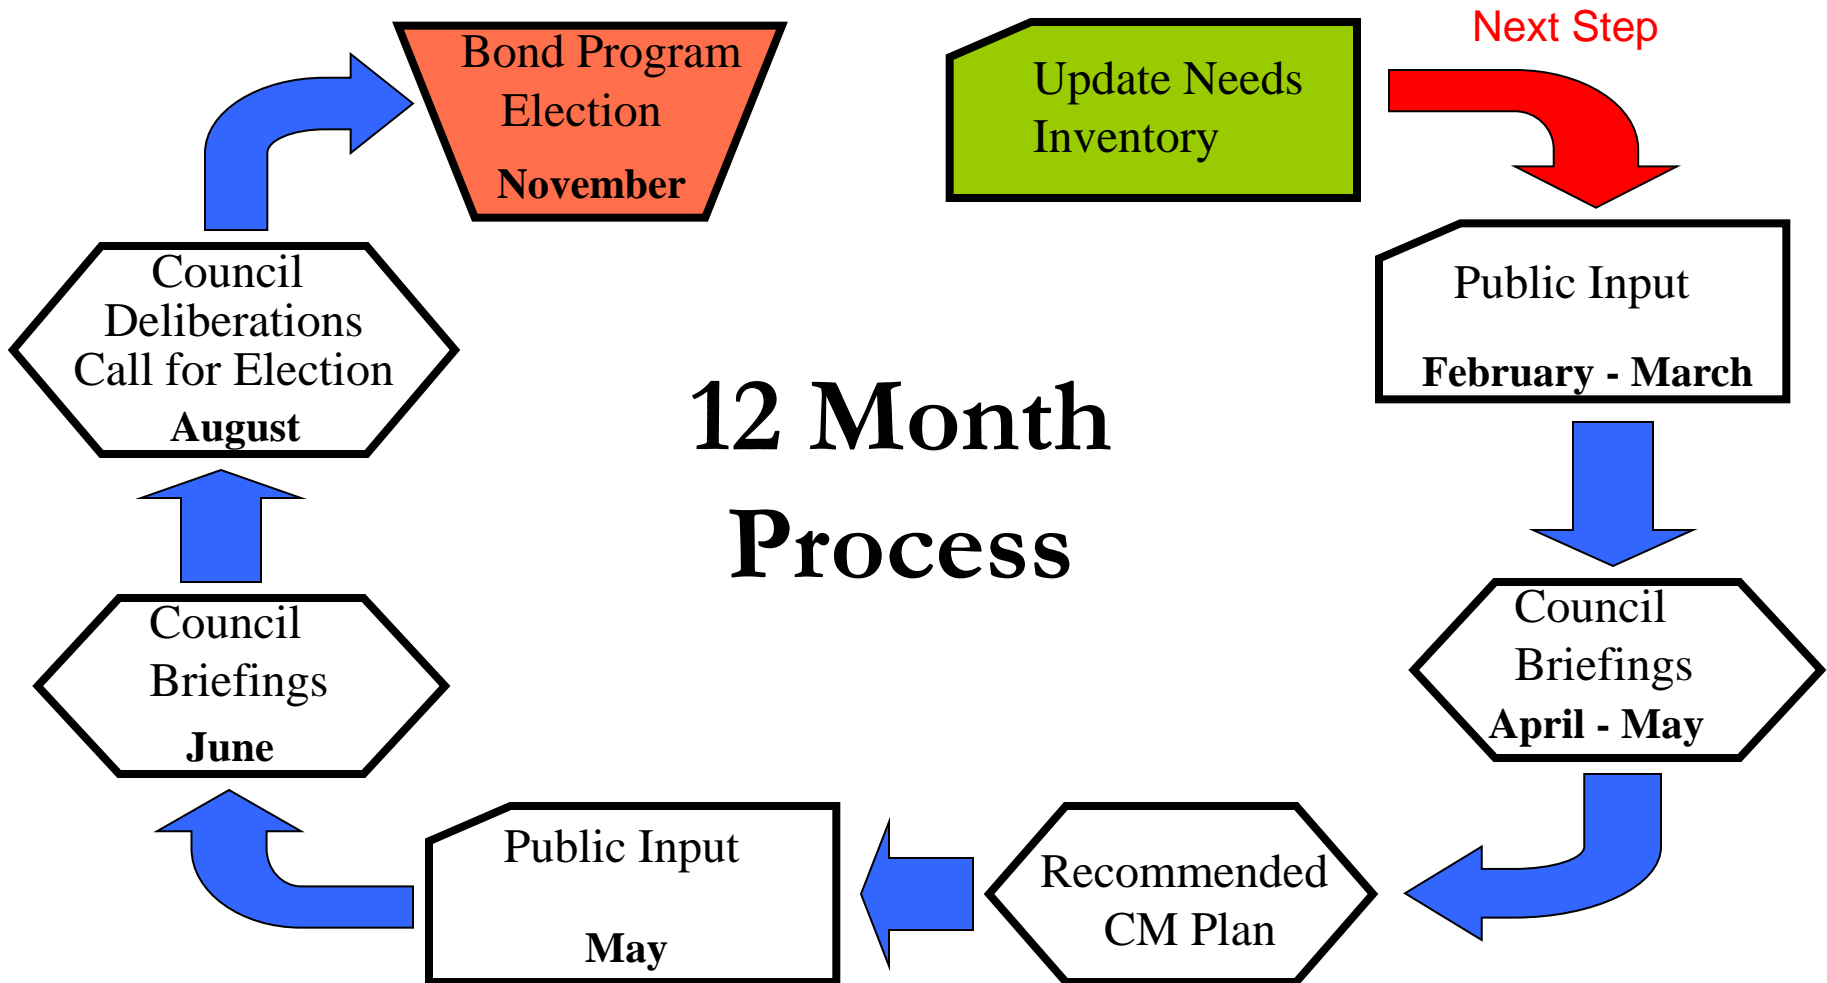 Next Step
Update Needs
Inventory
Public Input
February - March
Council
Briefings
April - May
Recommended
CM Plan
Public Input
May
Council
Briefings
June
Council
Deliberations
Call for Election
August
Bond Program
Election
November
12 Month
Process